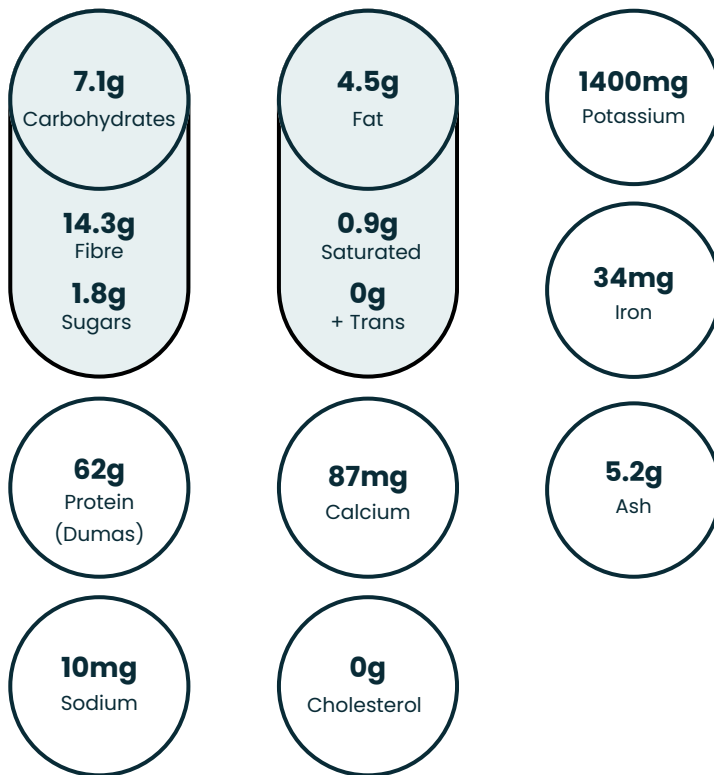 7.1g
Carbohydrates
14.3g
Fibre
1.8g
Sugars
4.5g
Fat
0.9g
Saturated
0g
+ Trans
1400mg
Potassium
34mg
Iron
62g
Protein
(Dumas)
87mg
Calcium
5.2g
Ash
10mg
Sodium
0g
Cholesterol